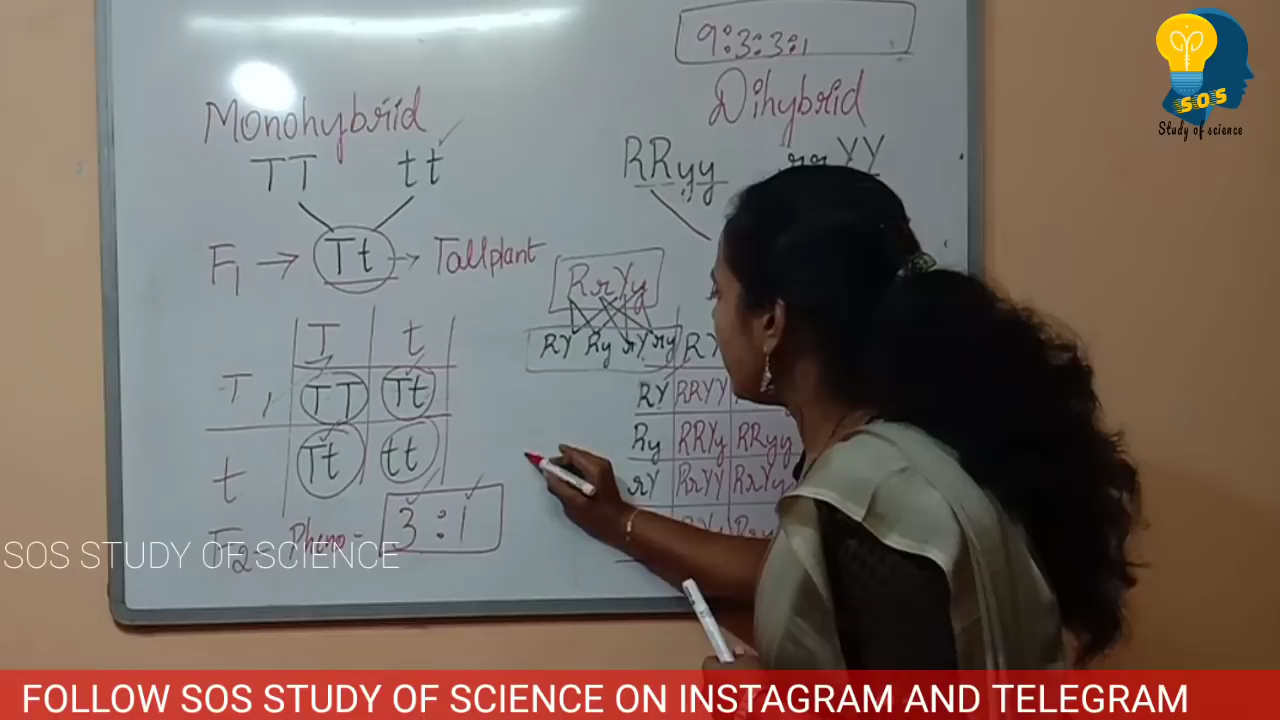 9:3:3:1
SOS
Study of science
Monohybrid
Dihybrid
TT tt
RRyy rrYY
F1 → Tt → Tallplant
RrYy
RY Ry rY ry
T t
T TT Tt
t Tt tt
RY RRYY
Ry RRYy RRyy
rY RrYY RrYy
F2 - Pheno - 3:1
SOS STUDY OF SCIENCE
FOLLOW SOS STUDY OF SCIENCE ON INSTAGRAM AND TELEGRAM